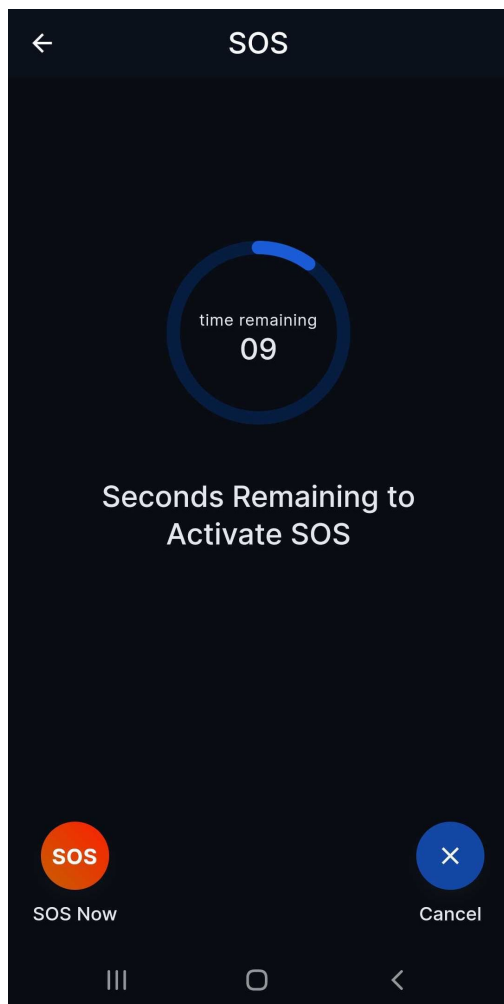 SOS
time remaining
09
Seconds Remaining to
Activate SOS
SOS
SOS Now
Cancel